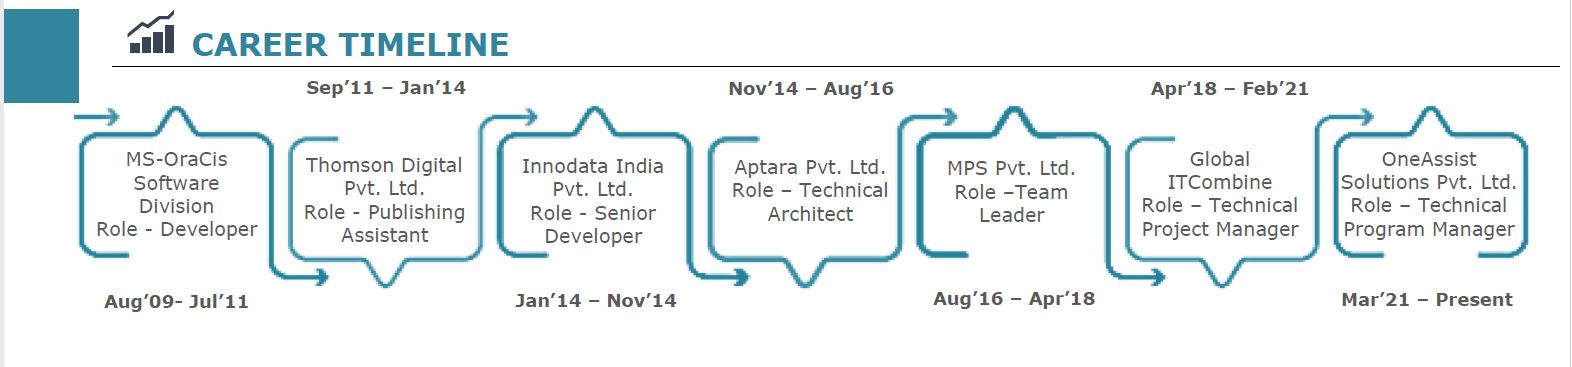 CAREER TIMELINE
MS-OraCis
Software
Division
Role - Developer
Aug’09- Jul’11
Sep’11 – Jan’14
Thomson Digital
Pvt. Ltd.
Role - Publishing
Assistant
Innodata India
Pvt. Ltd.
Role - Senior
Developer
Jan’14 – Nov’14
Nov’14 – Aug’16
Aptara Pvt. Ltd.
Role – Technical
Architect
MPS Pvt. Ltd.
Role –Team
Leader
Aug’16 – Apr’18
Apr’18 – Feb’21
Global
ITCombine
Role – Technical
Project Manager
OneAssist
Solutions Pvt. Ltd.
Role – Technical
Program Manager
Mar’21 – Present